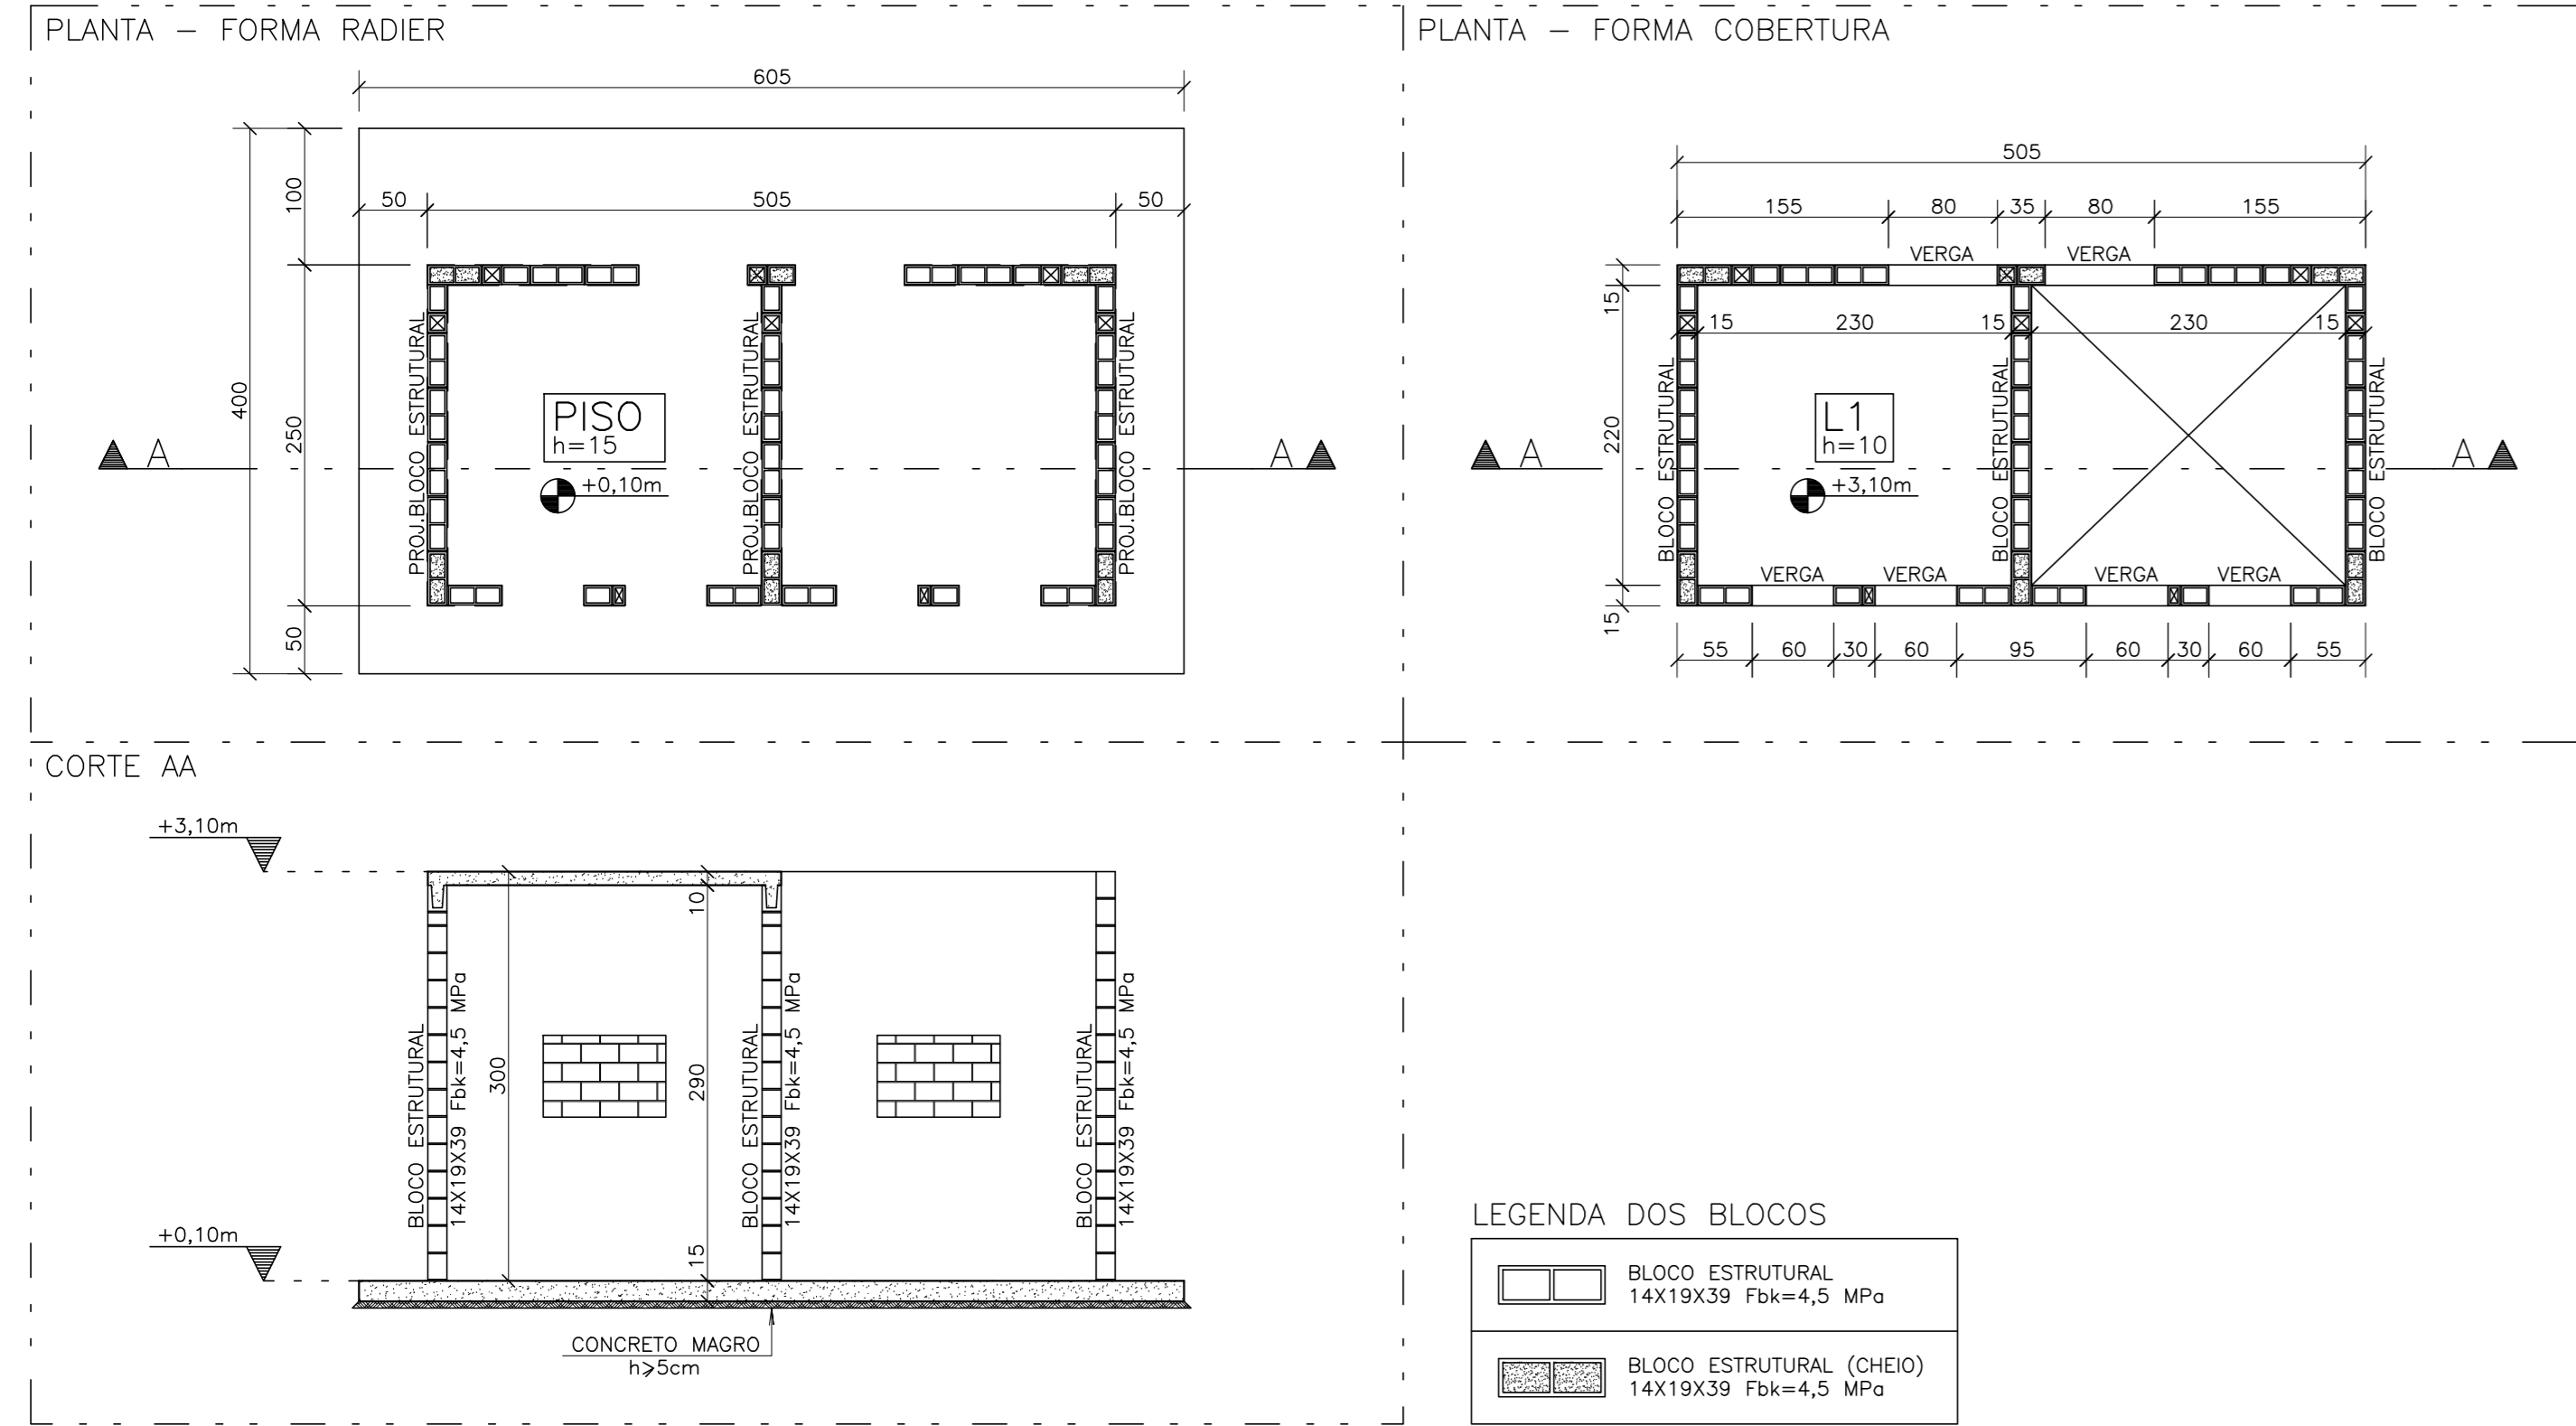 PLANTA – FORMA RADIER
605
50 505 50
100
400
250
50
PROJ.BLOCO ESTRUTURAL
PROJ.BLOCO ESTRUTURAL
PROJ.BLOCO ESTRUTURAL
PISO
h=15
+0,10m
A
A
PLANTA – FORMA COBERTURA
505
155 80 35 80 155
VERGA VERGA
15
220
15
15 230 15 230 15
BLOCO ESTRUTURAL
BLOCO ESTRUTURAL
BLOCO ESTRUTURAL
L1
h=10
+3,10m
A
A
VERGA VERGA VERGA VERGA
55 60 30 60 95 60 30 60 55
CORTE AA
+3,10m
+0,10m
BLOCO ESTRUTURAL
14X19X39 Fbk=4,5 MPa
300
10
290
15
BLOCO ESTRUTURAL
14X19X39 Fbk=4,5 MPa
BLOCO ESTRUTURAL
14X19X39 Fbk=4,5 MPa
CONCRETO MAGRO
h⩾5cm
LEGENDA DOS BLOCOS
BLOCO ESTRUTURAL
14X19X39 Fbk=4,5 MPa
BLOCO ESTRUTURAL (CHEIO)
14X19X39 Fbk=4,5 MPa